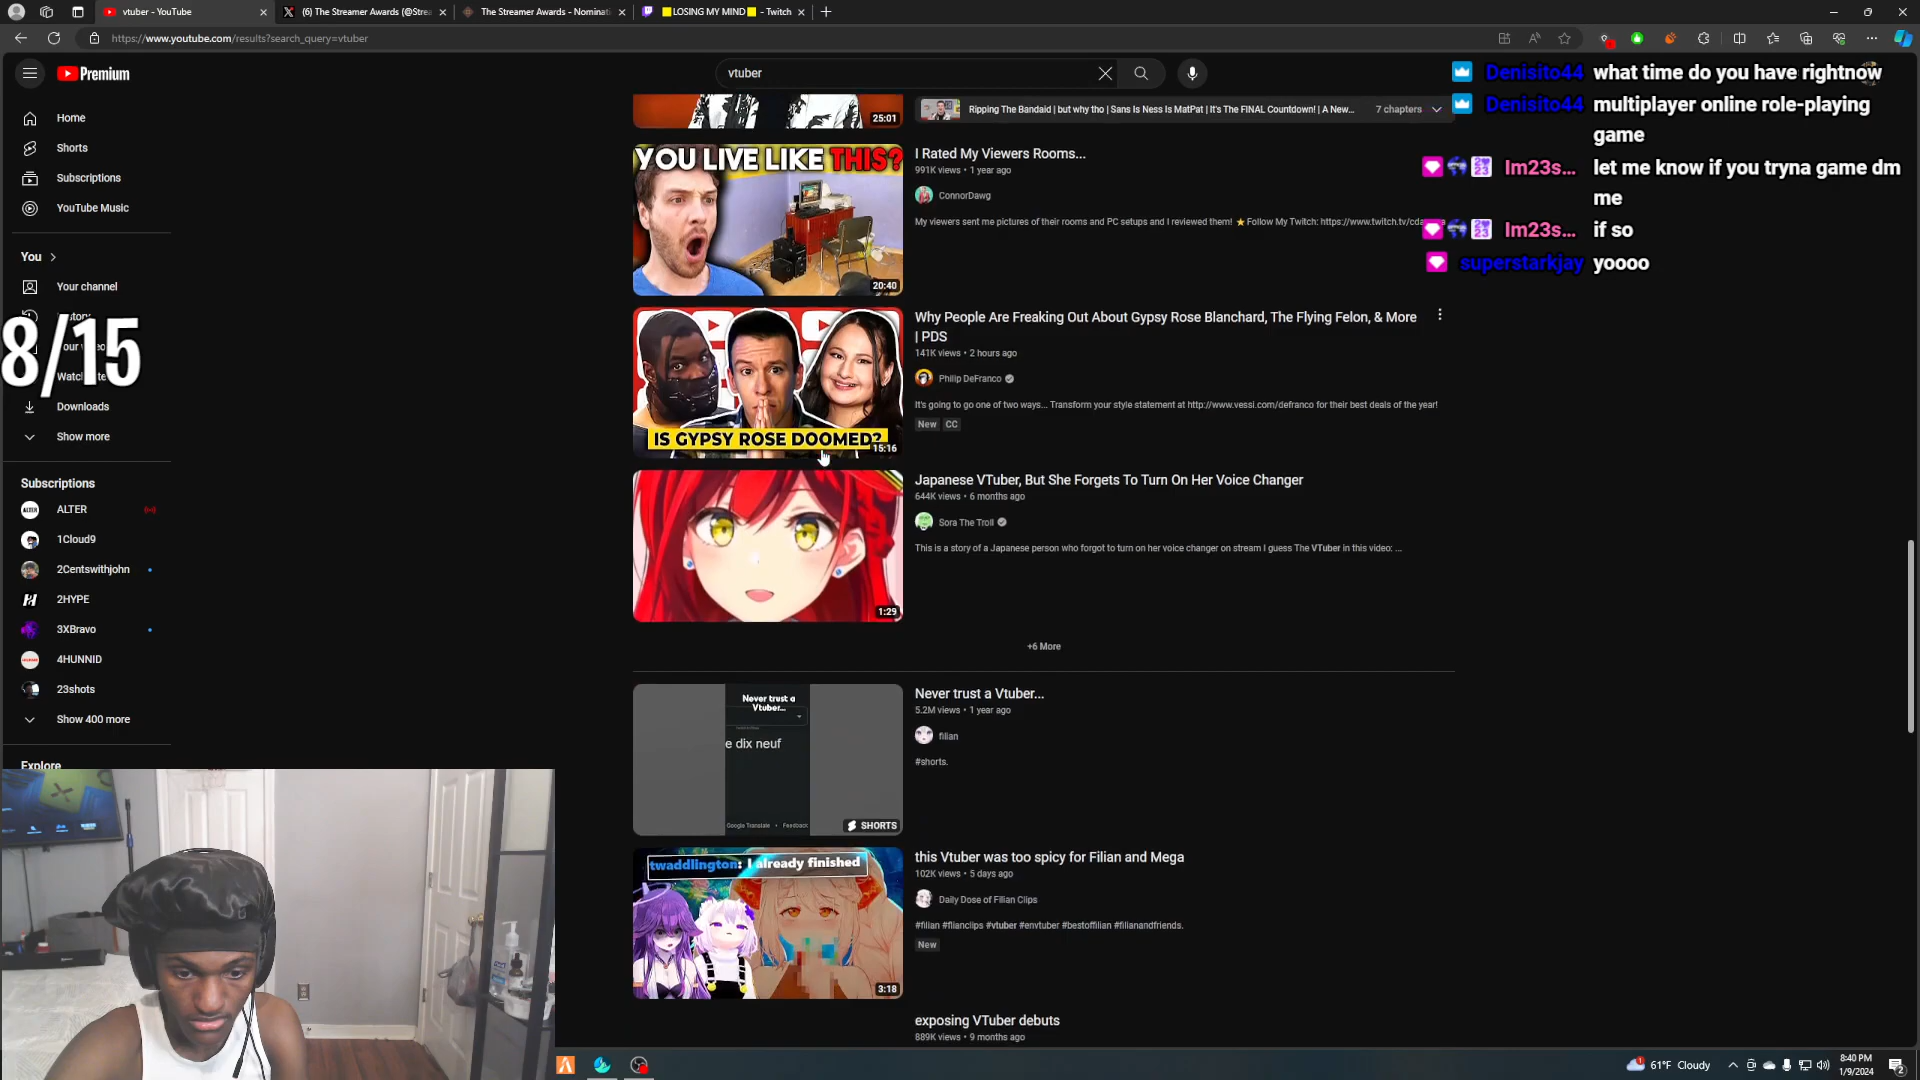 vtuber - YouTube
(6) The Streamer Awards (@Strea
The Streamer Awards - Nominati
LOSING MY MIND - Twitch
https://www.youtube.com/results?search_query=vtuber
Premium
vtuber
Home
Shorts
Subscriptions
YouTube Music
You
Your channel
Downloads
Show more
8/15
Subscriptions
ALTER
1Cloud9
2Centswithjohn
2HYPE
3XBravo
4HUNNID
23shots
Show 400 more
Explore
25:01
Ripping The Bandaid | but why tho | Sans Is Ness Is MatPat | It's The FINAL Countdown! | A New...
7 chapters
YOU LIVE LIKE THIS?
20:40
I Rated My Viewers Rooms...
991K views • 1 year ago
ConnorDawg
My viewers sent me pictures of their rooms and PC setups and I reviewed them! ★ Follow My Twitch: https://www.twitch.tv/cda
IS GYPSY ROSE DOOMED?
15:16
Why People Are Freaking Out About Gypsy Rose Blanchard, The Flying Felon, & More
| PDS
141K views • 2 hours ago
Philip DeFranco
It's going to go one of two ways... Transform your style statement at http://www.vessi.com/defranco for their best deals of the year!
New CC
1:29
Japanese VTuber, But She Forgets To Turn On Her Voice Changer
644K views • 6 months ago
Sora The Troll
This is a story of a Japanese person who forgot to turn on her voice changer on stream I guess The VTuber in this video: ...
+6 More
Never trust a
Vtuber...
e dix neuf
Google Translate • Feedback
SHORTS
Never trust a Vtuber...
5.2M views • 1 year ago
filian
#shorts.
twaddlington: I already finished
3:18
this Vtuber was too spicy for Filian and Mega
102K views • 5 days ago
Daily Dose of Filian Clips
#filian #filianclips #vtuber #envtuber #bestoffilian #filianandfriends.
New
exposing VTuber debuts
889K views • 9 months ago
Denisito44 what time do you have rightnow
Denisito44 multiplayer online role-playing
game
Im23s... let me know if you tryna game dm
me
Im23s... if so
superstarkjay yoooo
61°F Cloudy
8:40 PM
1/9/2024